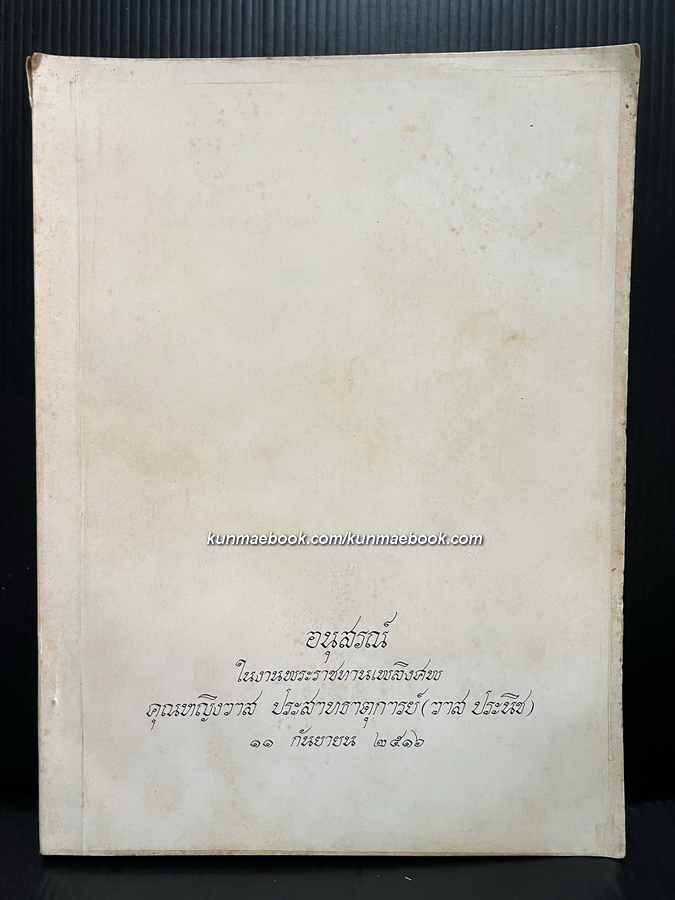 kunmaebook.com/kunmaebook.com
อนุสรณ์
ในงานพระราชทานเพลิงศพ
คุณหญิงวาส ประสาทธาตุการย์ (วาส ประนิช)
๑๑ กันยายน ๒๕๑๖